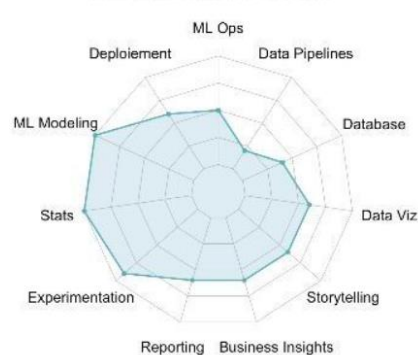 ML Ops
Deploiement
Data Pipelines
ML Modeling
Database
Stats
Data Viz
Experimentation
Storytelling
Reporting
Business Insights